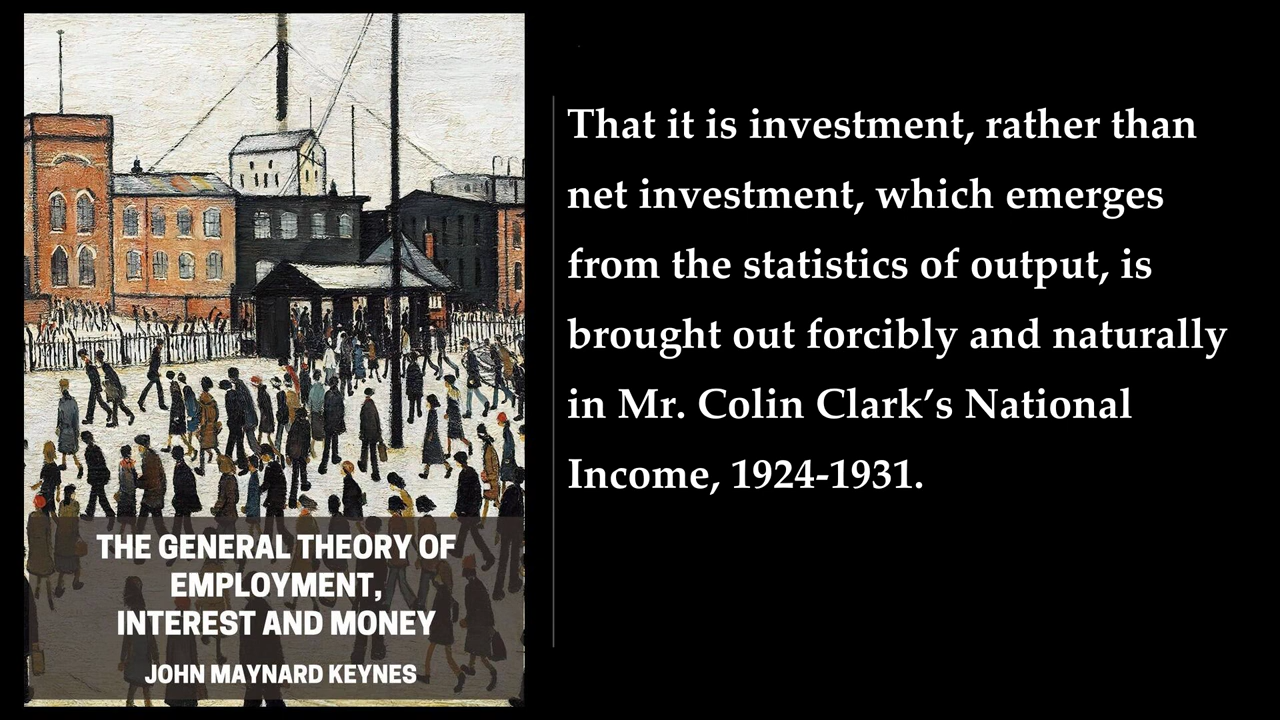 THE GENERAL THEORY OF
EMPLOYMENT,
INTEREST AND MONEY
JOHN MAYNARD KEYNES
That it is investment, rather than
net investment, which emerges
from the statistics of output, is
brought out forcibly and naturally
in Mr. Colin Clark’s National
Income, 1924-1931.